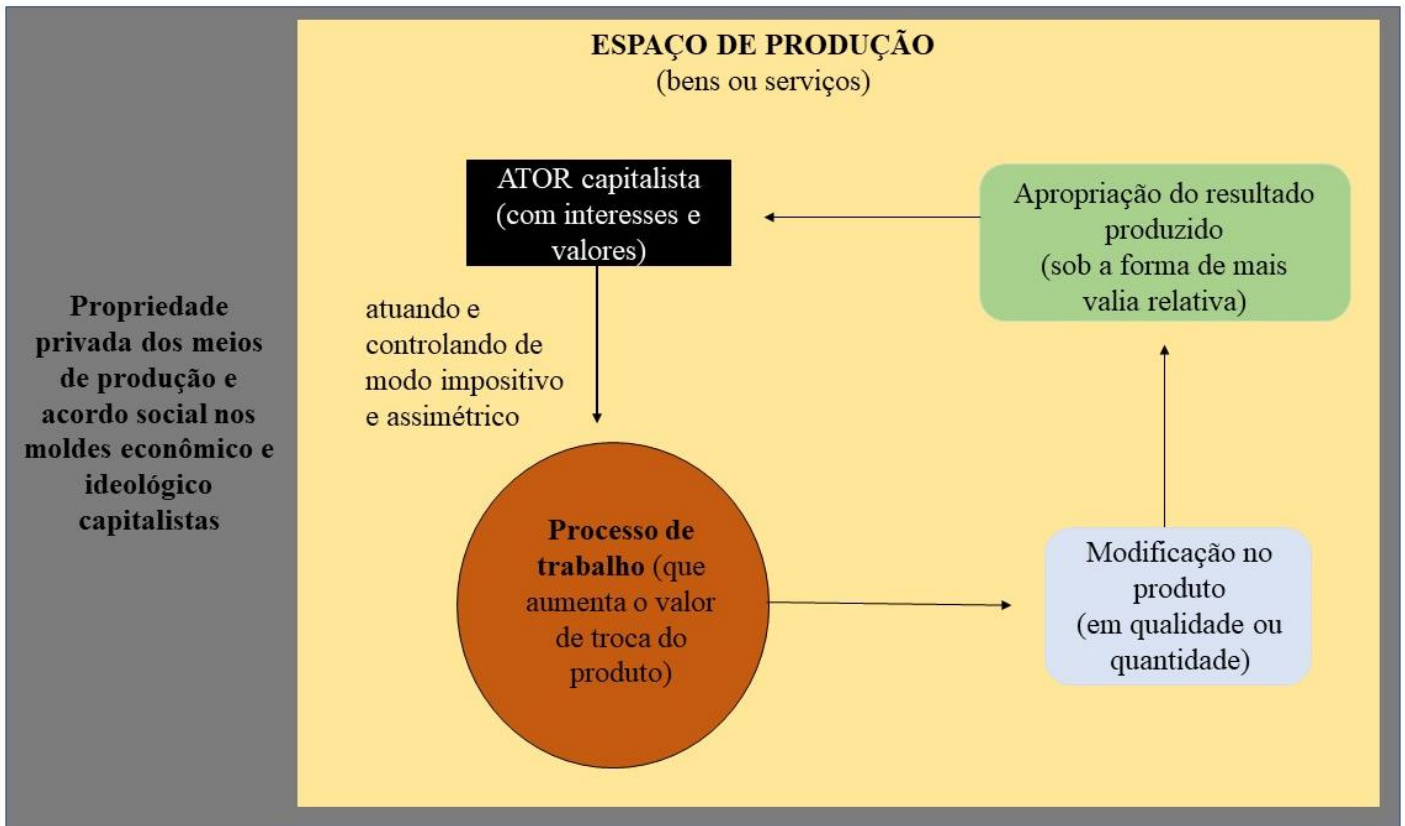 ESPAÇO DE PRODUÇÃO
(bens ou serviços)
Propriedade
privada dos meios
de produção e
acordo social nos
moldes econômico e
ideológico
capitalistas
ATOR capitalista
(com interesses e
valores)
atuando e
controlando de
modo impositivo
e assimétrico
Processo de
trabalho (que
aumenta o valor
de troca do
produto)
Modificação no
produto
(em qualidade ou
quantidade)
Apropriação do resultado
produzido
(sob a forma de mais
valia relativa)